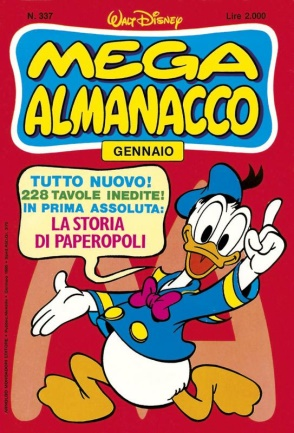 N. 337
Walt Disney
Lire 2.000
MEGA
ALMANACCO
GENNAIO
TUTTO NUOVO!
228 TAVOLE INEDITE!
IN PRIMA ASSOLUTA:
LA STORIA
DI PAPEROPOLI